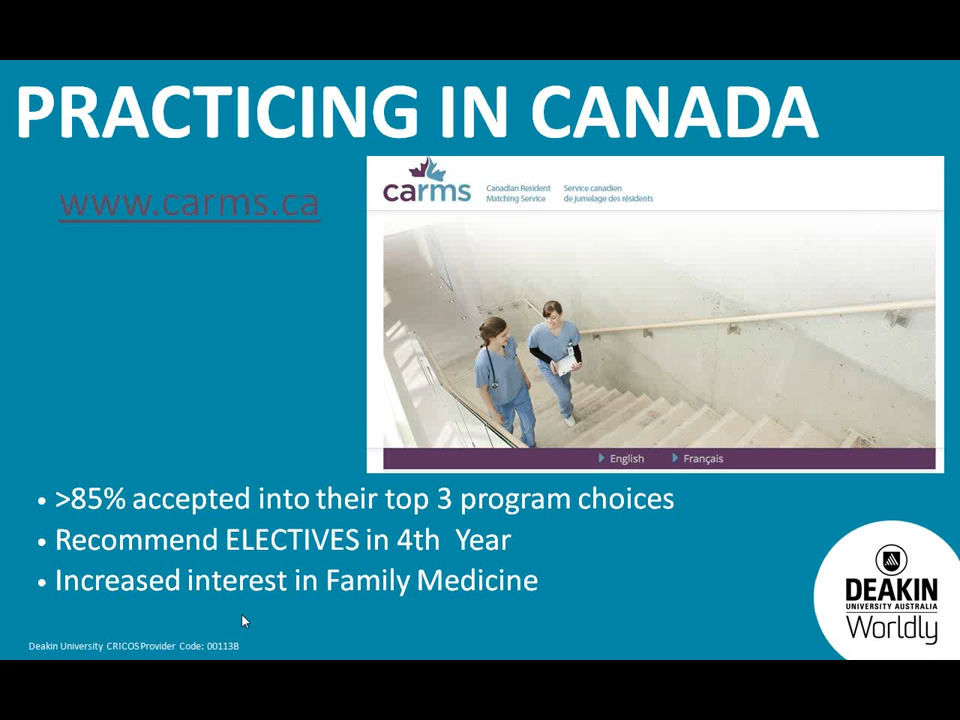 PRACTICING IN CANADA
www.carms.ca
carms
Canadian Resident
Matching Service
Service canadien
de jumelage des résidents
English
Français
• >85% accepted into their top 3 program choices
• Recommend ELECTIVES in 4th  Year
• Increased interest in Family Medicine
DEAKIN
UNIVERSITY AUSTRALIA
Worldly
Deakin University CRICOS Provider Code: 00113B